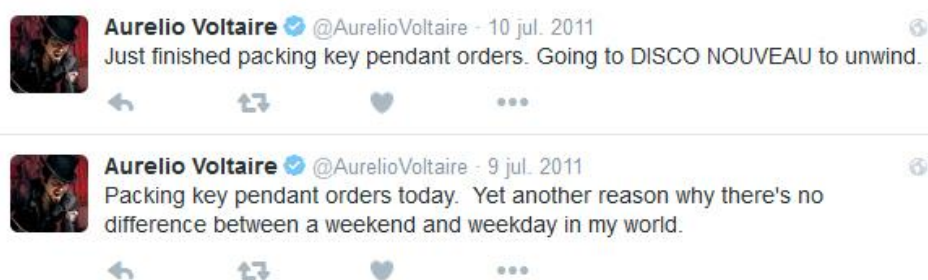 Aurelio Voltaire @AurelioVoltaire · 10 jul. 2011
Just finished packing key pendant orders. Going to DISCO NOUVEAU to unwind.
Aurelio Voltaire @AurelioVoltaire · 9 jul. 2011
Packing key pendant orders today.  Yet another reason why there's no
difference between a weekend and weekday in my world.